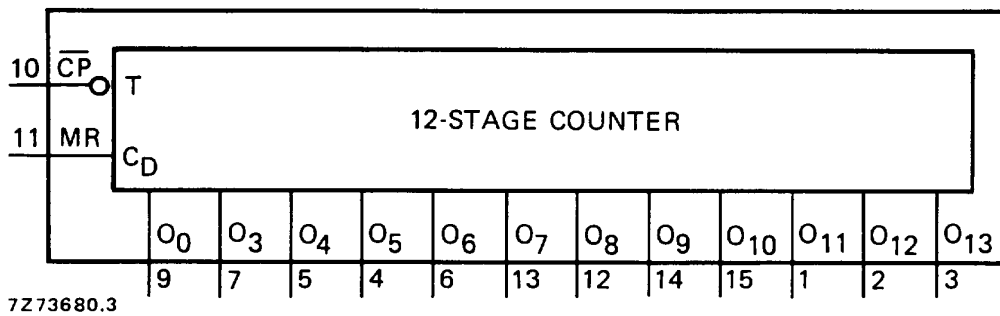 10 C̅P̅ T
12-STAGE COUNTER
11 MR C_D
O₀ O₃ O₄ O₅ O₆ O₇ O₈ O₉ O₁₀ O₁₁ O₁₂ O₁₃
9 7 5 4 6 13 12 14 15 1 2 3
7Z73680.3